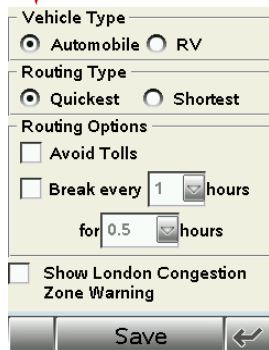 Vehicle Type
Automobile RV
Routing Type
Quickest Shortest
Routing Options
Avoid Tolls
Break every 1 hours
for 0.5 hours
Show London Congestion
Zone Warning
Save